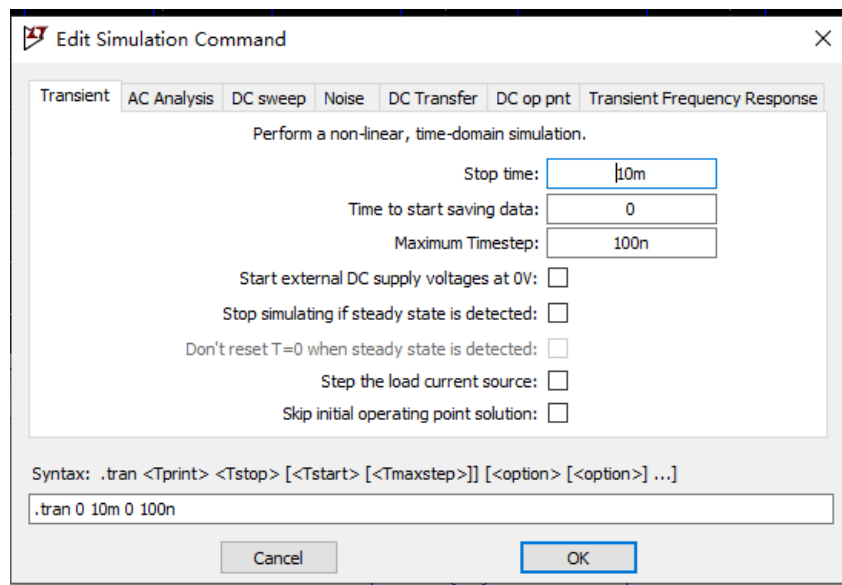 Edit Simulation Command
Transient AC Analysis DC sweep Noise DC Transfer DC op pnt Transient Frequency Response
Perform a non-linear, time-domain simulation.
Stop time: 10m
Time to start saving data: 0
Maximum Timestep: 100n
Start external DC supply voltages at 0V:
Stop simulating if steady state is detected:
Don't reset T=0 when steady state is detected:
Step the load current source:
Skip initial operating point solution:
Syntax: .tran <Tprint> <Tstop> [<Tstart> [<Tmaxstep>]] [<option> [<option>] ...]
.tran 0 10m 0 100n
Cancel OK